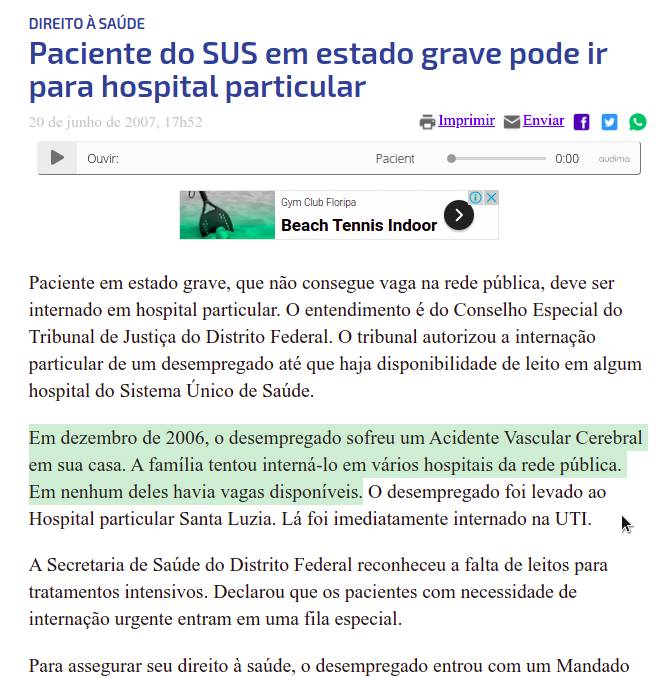 DIREITO À SAÚDE
Paciente do SUS em estado grave pode ir
para hospital particular
20 de junho de 2007, 17h52
Imprimir
Enviar
Ouvir:
Pacient
0:00
audima
Gym Club Floripa
Beach Tennis Indoor
Paciente em estado grave, que não consegue vaga na rede pública, deve ser
internado em hospital particular. O entendimento é do Conselho Especial do
Tribunal de Justiça do Distrito Federal. O tribunal autorizou a internação
particular de um desempregado até que haja disponibilidade de leito em algum
hospital do Sistema Único de Saúde.
Em dezembro de 2006, o desempregado sofreu um Acidente Vascular Cerebral
em sua casa. A família tentou interná-lo em vários hospitais da rede pública.
Em nenhum deles havia vagas disponíveis. O desempregado foi levado ao
Hospital particular Santa Luzia. Lá foi imediatamente internado na UTI.
A Secretaria de Saúde do Distrito Federal reconheceu a falta de leitos para
tratamentos intensivos. Declarou que os pacientes com necessidade de
internação urgente entram em uma fila especial.
Para assegurar seu direito à saúde, o desempregado entrou com um Mandado